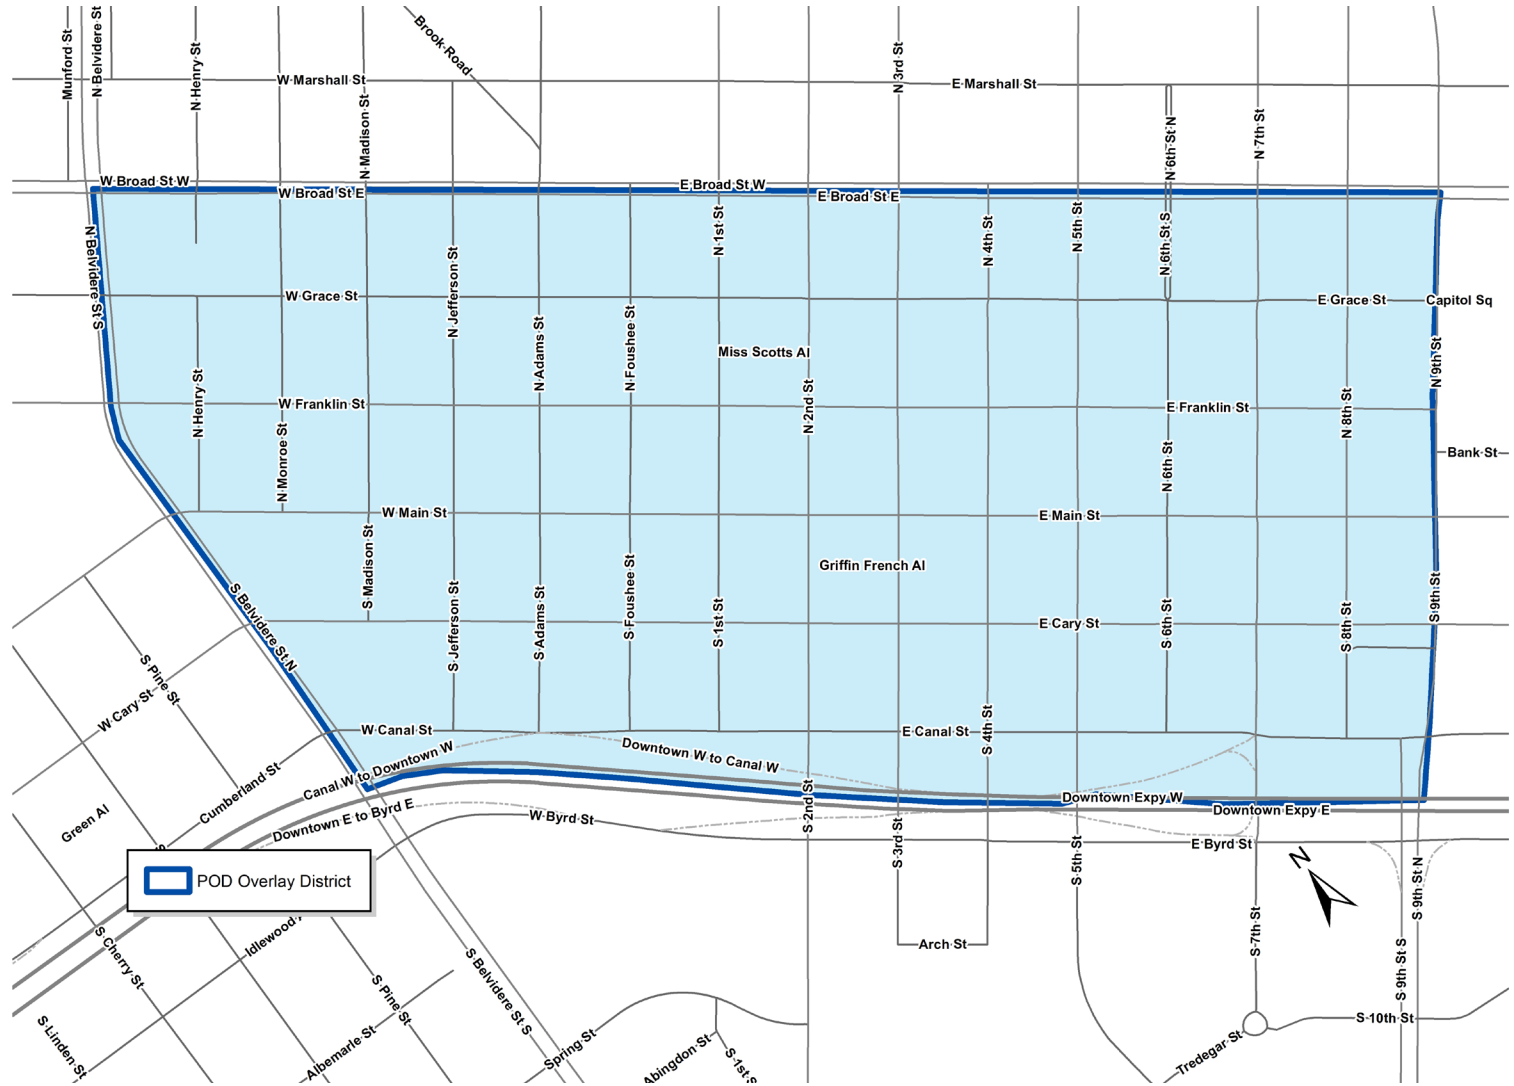 Munford St
N Belvidere St
N Henry St
W Marshall St
N Madison St
Brook Road
N 3rd St
E Marshall St
N 6th St N
N 7th St
W Broad St W
W Broad St E
E Broad St W
E Broad St E
N Belvidere St S
N Jefferson St
N 1st St
N 4th St
N 5th St
N 6th St S
W Grace St
E Grace St
Capitol Sq
N Adams St
N Foushee St
Miss Scotts Al
N 9th St
N Henry St
W Franklin St
N 2nd St
E Franklin St
N 8th St
N Monroe St
N 6th St
Bank St
W Main St
E Main St
S Madison St
Griffin French Al
S Belvidere St N
S Jefferson St
S Adams St
S Foushee St
S 1st St
E Cary St
S 6th St
S 8th St
S 9th St
S Pine St
W Cary St
W Canal St
E Canal St
S 4th St
Canal W to Downtown W
Downtown W to Canal W
Cumberland St
Green Al
Downtown E to Byrd E
W Byrd St
S 2nd St
Downtown Expy W
Downtown Expy E
S 3rd St
S 5th St
E Byrd St
N
S 9th St N
S
POD Overlay District
S Cherry St
Idlewood
Arch St
S 7th St
S 9th St S
S Pine St
S Belvidere St S
S Linden St
Albemarle St
Spring St
Abingdon St
S 1st S
S 10th St
Tredegar St